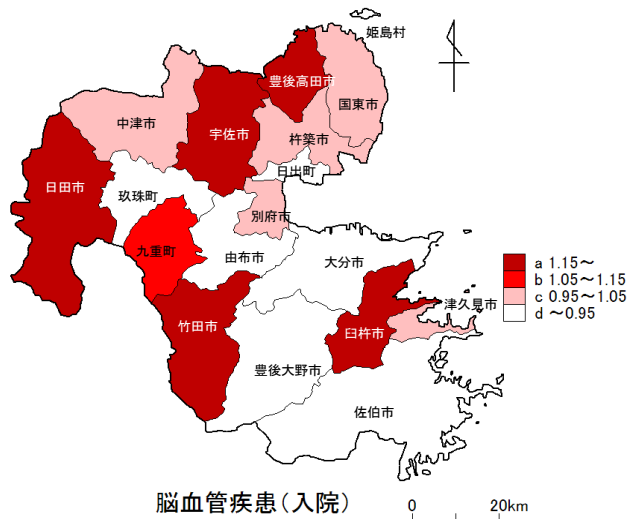 姫島村
豊後高田市
国東市
中津市
宇佐市
杵築市
日出町
日田市
玖珠町
別府市
九重町
由布市
大分市
a 1.15～
b 1.05～1.15
c 0.95～1.05
d ～0.95
津久見市
竹田市
臼杵市
豊後大野市
佐伯市
脳血管疾患(入院)
0 20km